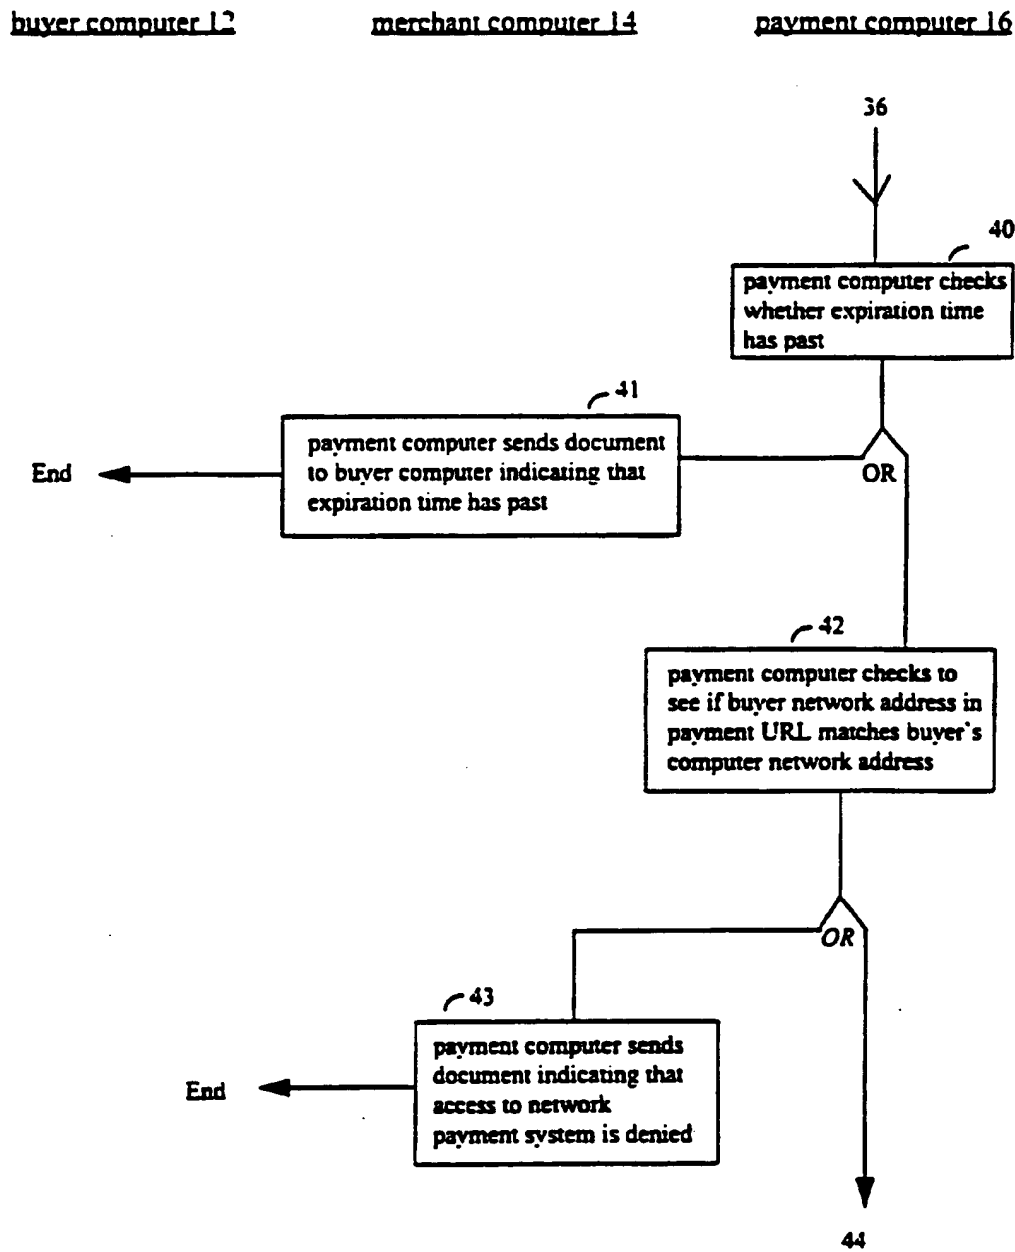 buyer computer 12 merchant computer 14 payment computer 16
36
40
payment computer checks
whether expiration time
has past
41
payment computer sends document
to buyer computer indicating that
expiration time has past
End
OR
42
payment computer checks to
see if buyer network address in
payment URL matches buyer's
computer network address
OR
43
payment computer sends
document indicating that
access to network
payment system is denied
End
44